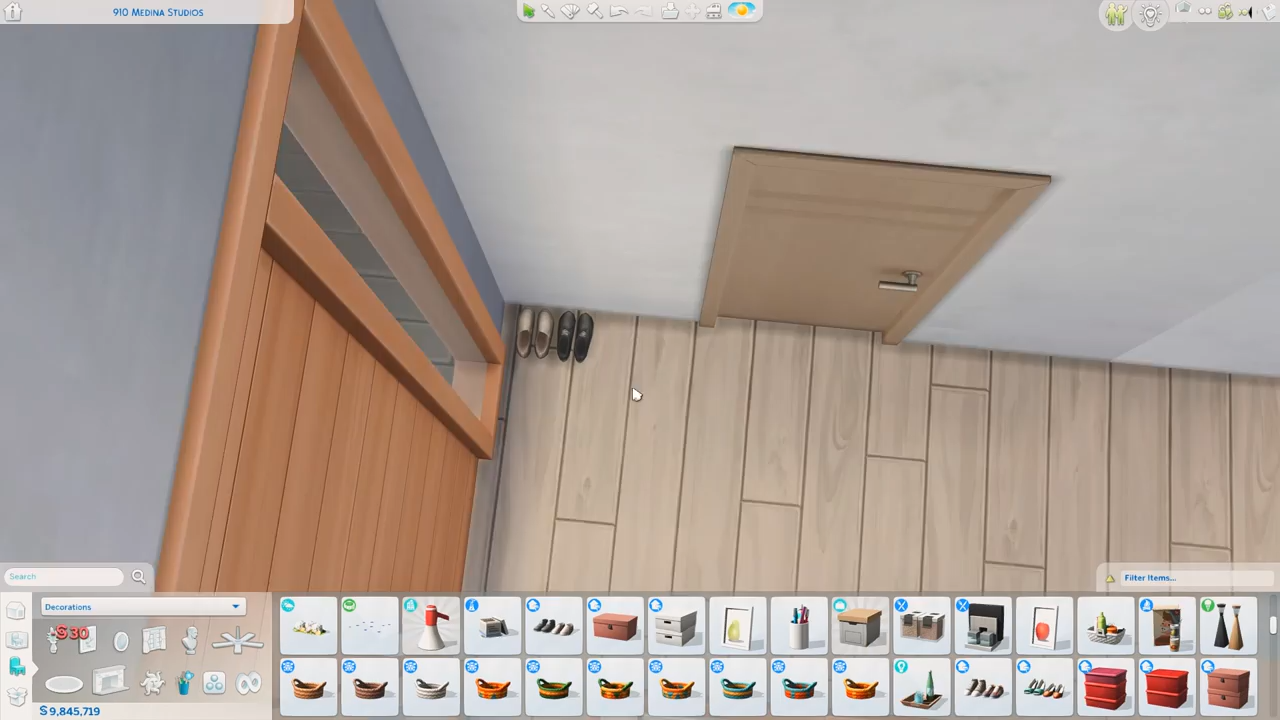 910 Medina Studios
Search
Filter Items...
Decorations
$30
$9,845,719